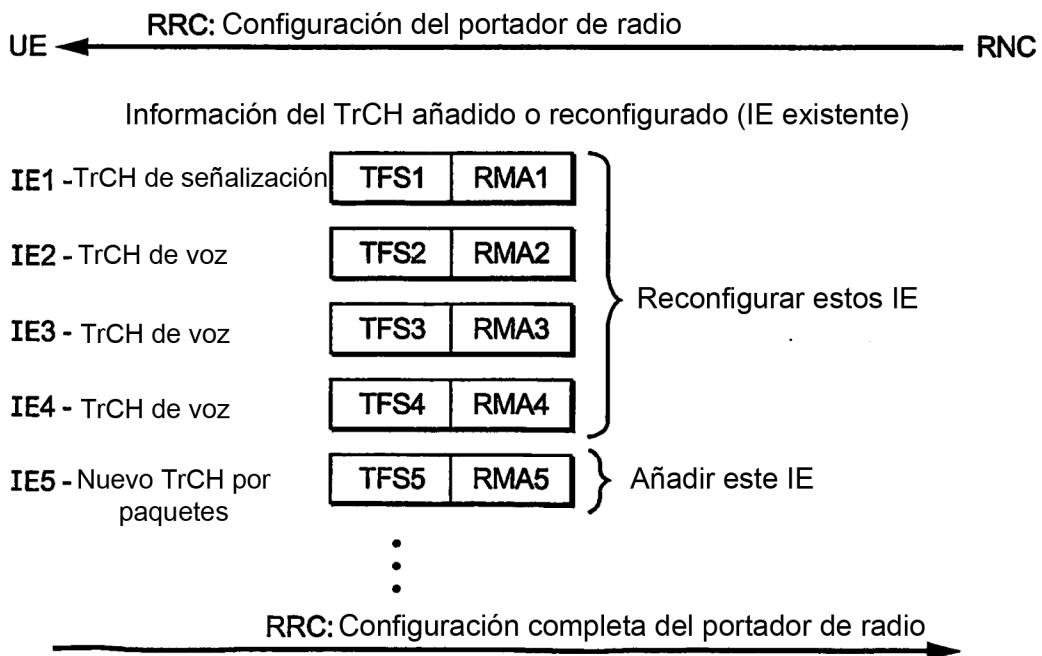 RRC: Configuración del portador de radio
UE RNC
Información del TrCH añadido o reconfigurado (IE existente)
IE1 - TrCH de señalización TFS1 RMA1
IE2 - TrCH de voz TFS2 RMA2
IE3 - TrCH de voz TFS3 RMA3
Reconfigurar estos IE
IE4 - TrCH de voz TFS4 RMA4
IE5 - Nuevo TrCH por TFS5 RMA5 Añadir este IE
paquetes
RRC: Configuración completa del portador de radio